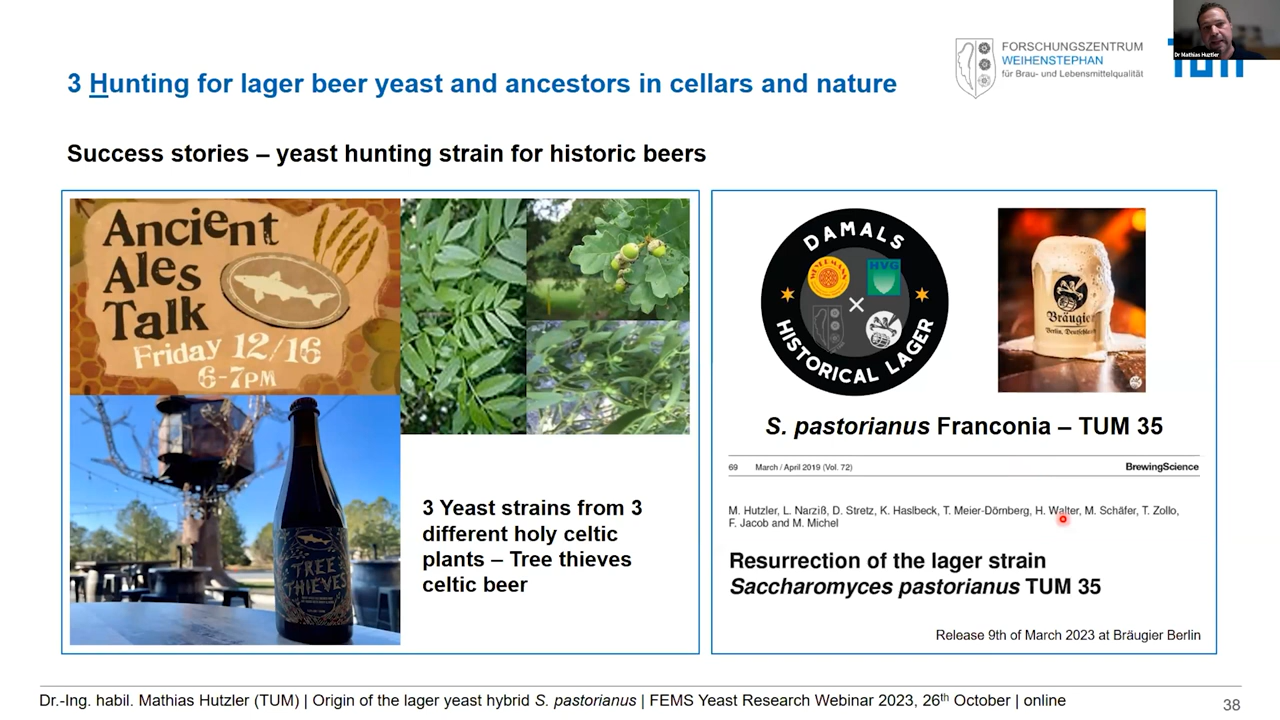 Dr Mathias Hutzler
FORSCHUNGSZENTRUM
WEIHENSTEPHAN
für Brau- und Lebensmittelqualität
TUM
3 Hunting for lager beer yeast and ancestors in cellars and nature
Success stories – yeast hunting strain for historic beers
Ancient
Ales
Talk
Friday 12/16
6-7PM
TREE
THIEVES
3 Yeast strains from 3
different holy celtic
plants – Tree thieves
celtic beer
DAMALS
WEYERMANN
HVG
×
HISTORICAL LAGER
Bräugier
Berlin, Deutschland
S. pastorianus Franconia – TUM 35
69 March / April 2019 (Vol. 72) BrewingScience
M. Hutzler, L. Narziß, D. Stretz, K. Haslbeck, T. Meier-Dörnberg, H. Walter, M. Schäfer, T. Zollo,
F. Jacob and M. Michel
Resurrection of the lager strain
Saccharomyces pastorianus TUM 35
Release 9th of March 2023 at Bräugier Berlin
Dr.-Ing. habil. Mathias Hutzler (TUM) | Origin of the lager yeast hybrid S. pastorianus | FEMS Yeast Research Webinar 2023, 26th October | online
38